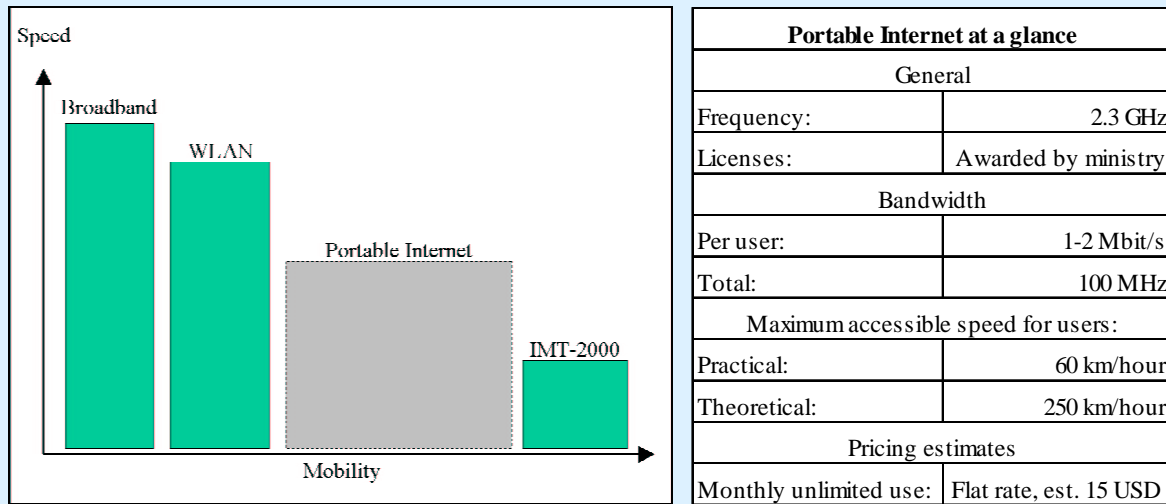 Speed
Broadband
WLAN
Portable Internet
IMT-2000
Mobility
Portable Internet at a glance
General
Frequency: 2.3 GHz
Licenses: Awarded by ministry
Bandwidth
Per user: 1-2 Mbit/s
Total: 100 MHz
Maximum accessible speed for users:
Practical: 60 km/hour
Theoretical: 250 km/hour
Pricing estimates
Monthly unlimited use: Flat rate, est. 15 USD